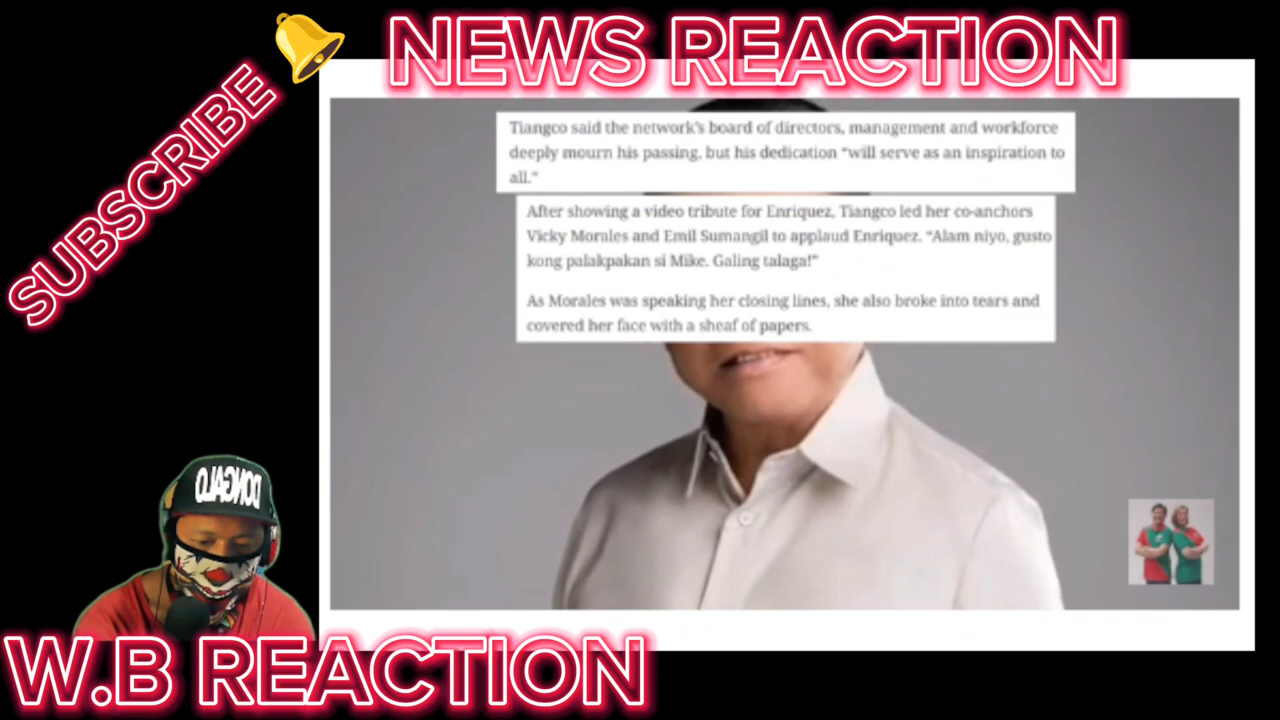 NEWS REACTION
SUBSCRIBE
Tiangco said the network's board of directors, management and workforce
deeply mourn his passing, but his dedication “will serve as an inspiration to
all.”
After showing a video tribute for Enriquez, Tiangco led her co-anchors
Vicky Morales and Emil Sumangil to applaud Enriquez. “Alam niyo, gusto
kong palakpakan si Mike. Galing talaga!”
As Morales was speaking her closing lines, she also broke into tears and
covered her face with a sheaf of papers.
DONGALO
W.B REACTION